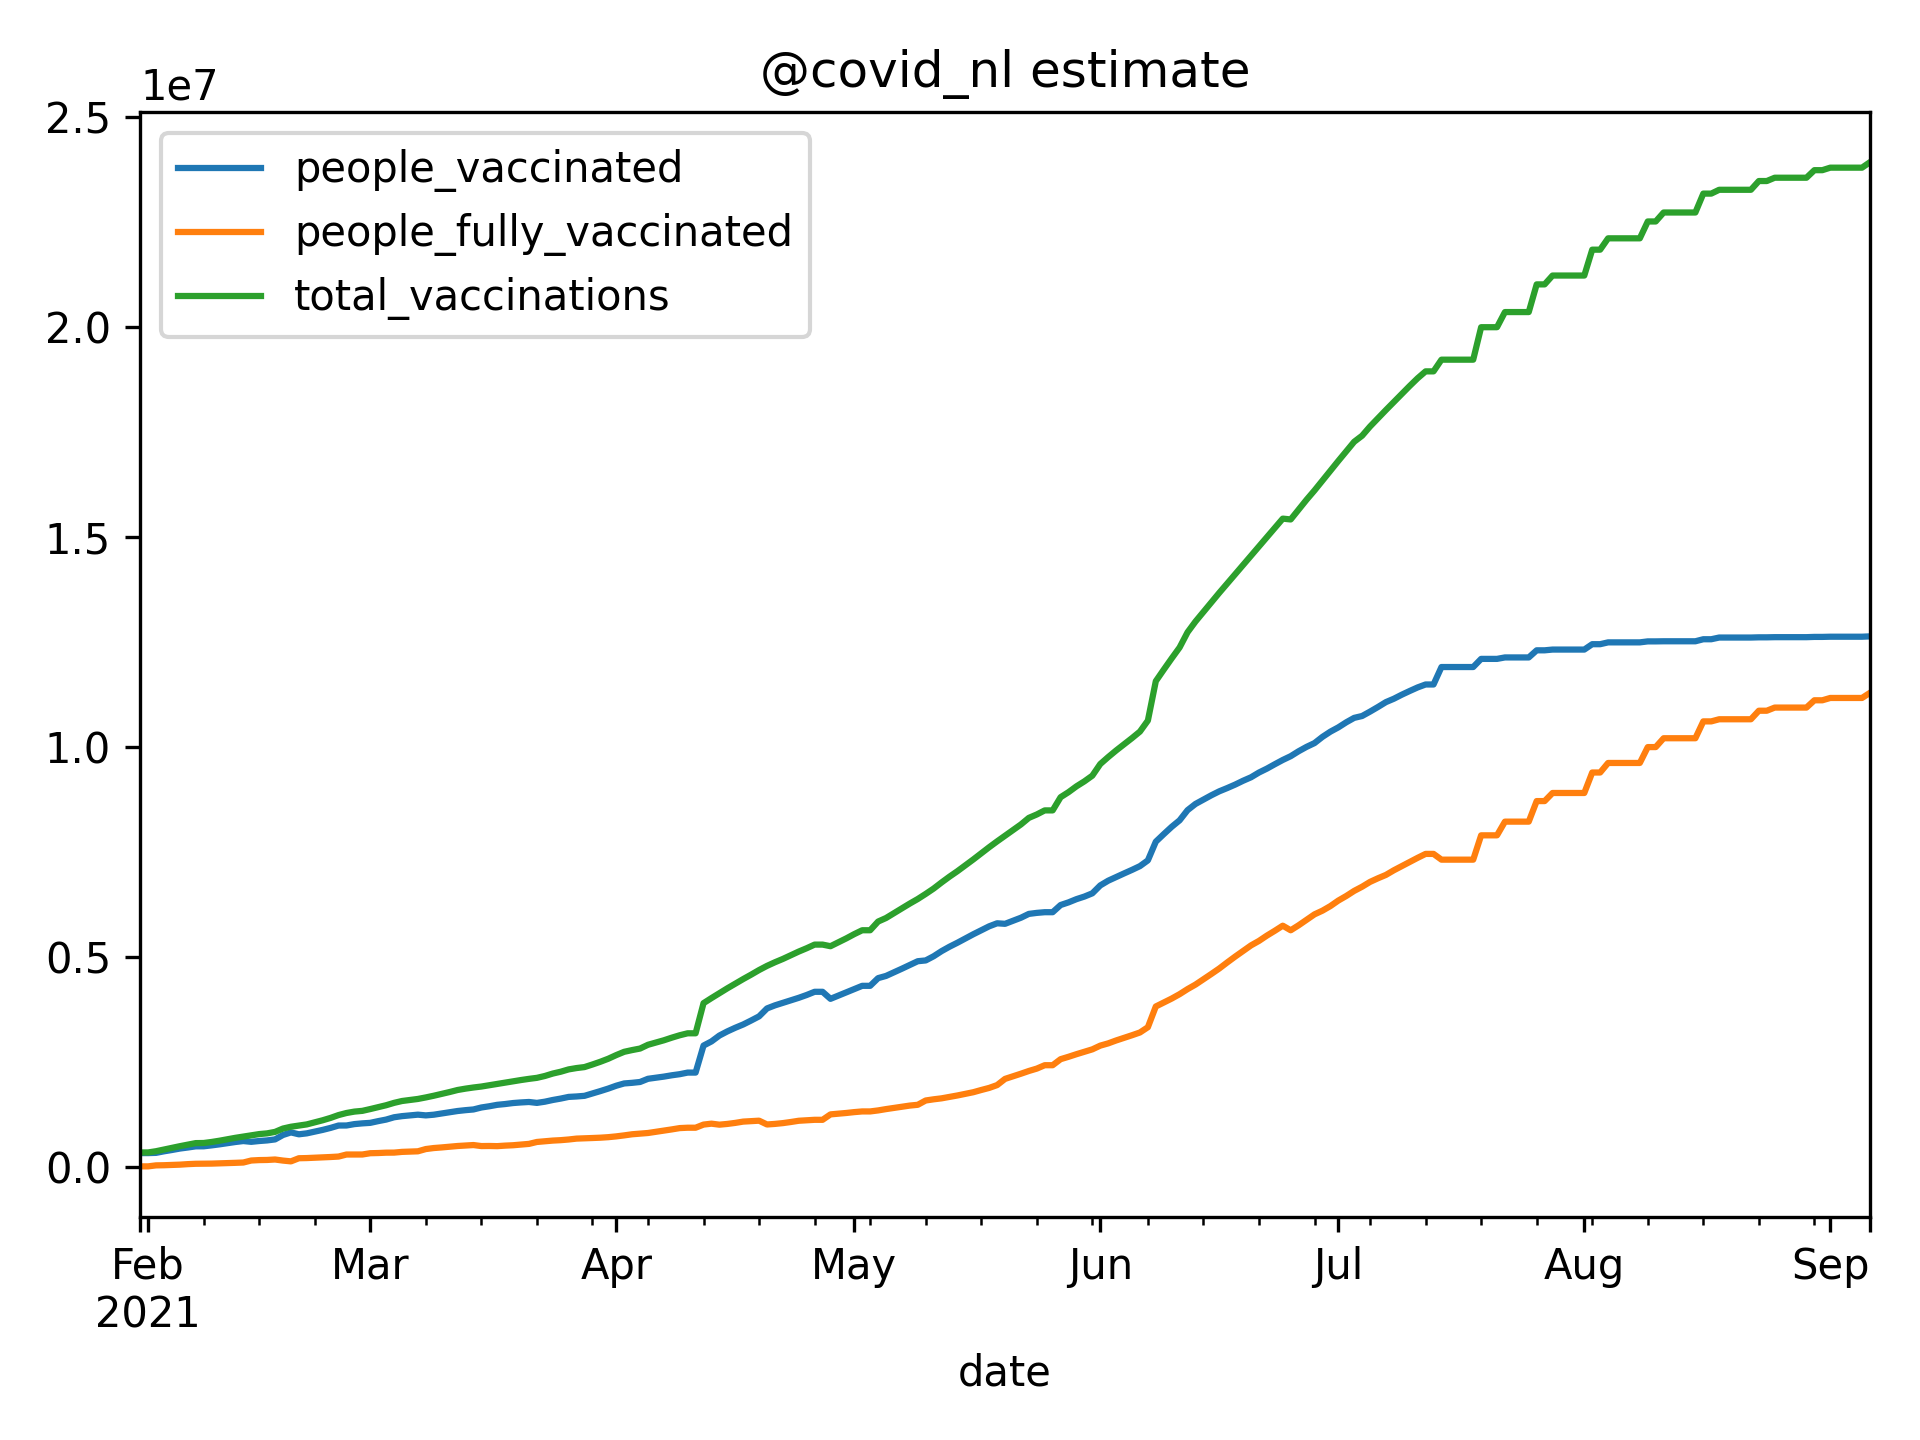 @covid_nl estimate
1e7
2.5
2.0
1.5
1.0
0.5
0.0
people_vaccinated
people_fully_vaccinated
total_vaccinations
Feb Mar Apr May Jun Jul Aug Sep
2021
date